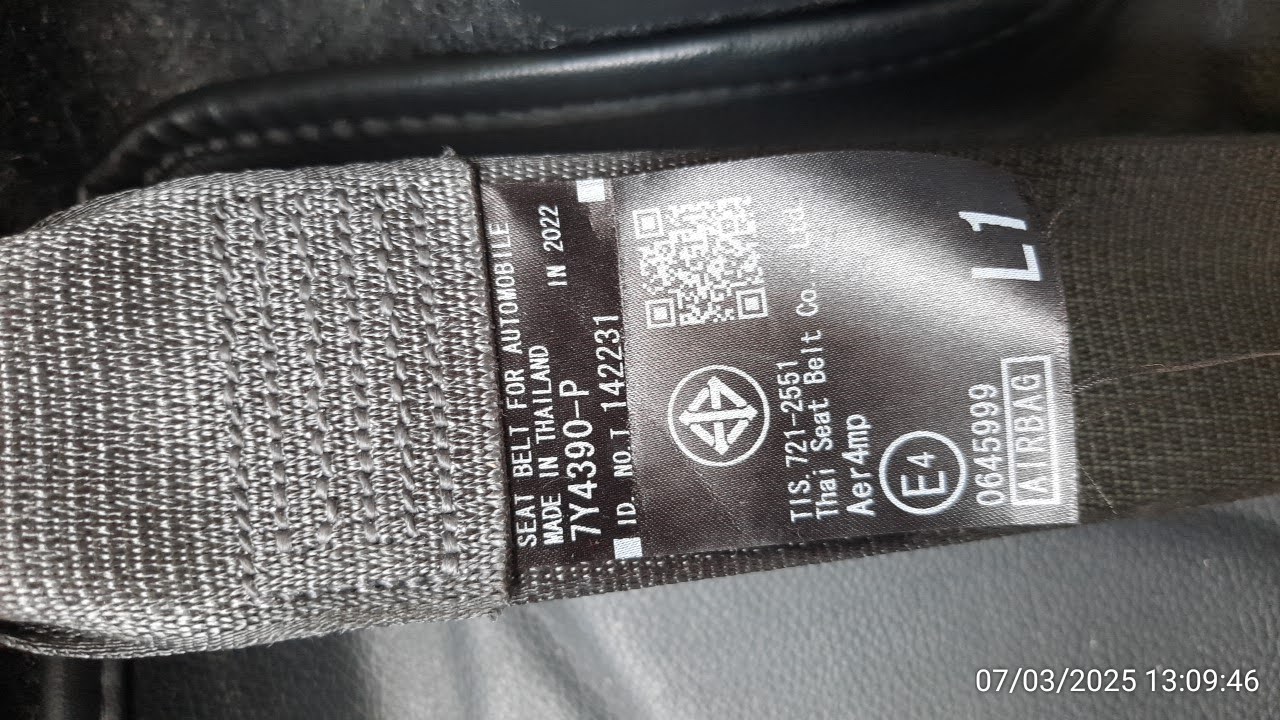 SEAT BELT FOR AUTOMOBILE
MADE IN THAILAND IN 2022
7Y4390-P
ID. NO.T 142231
TIS.721-2551
Thai Seat Belt Co., Ltd.
Aer4mp
E4
0645999
AIRBAG
L1
07/03/2025 13:09:46